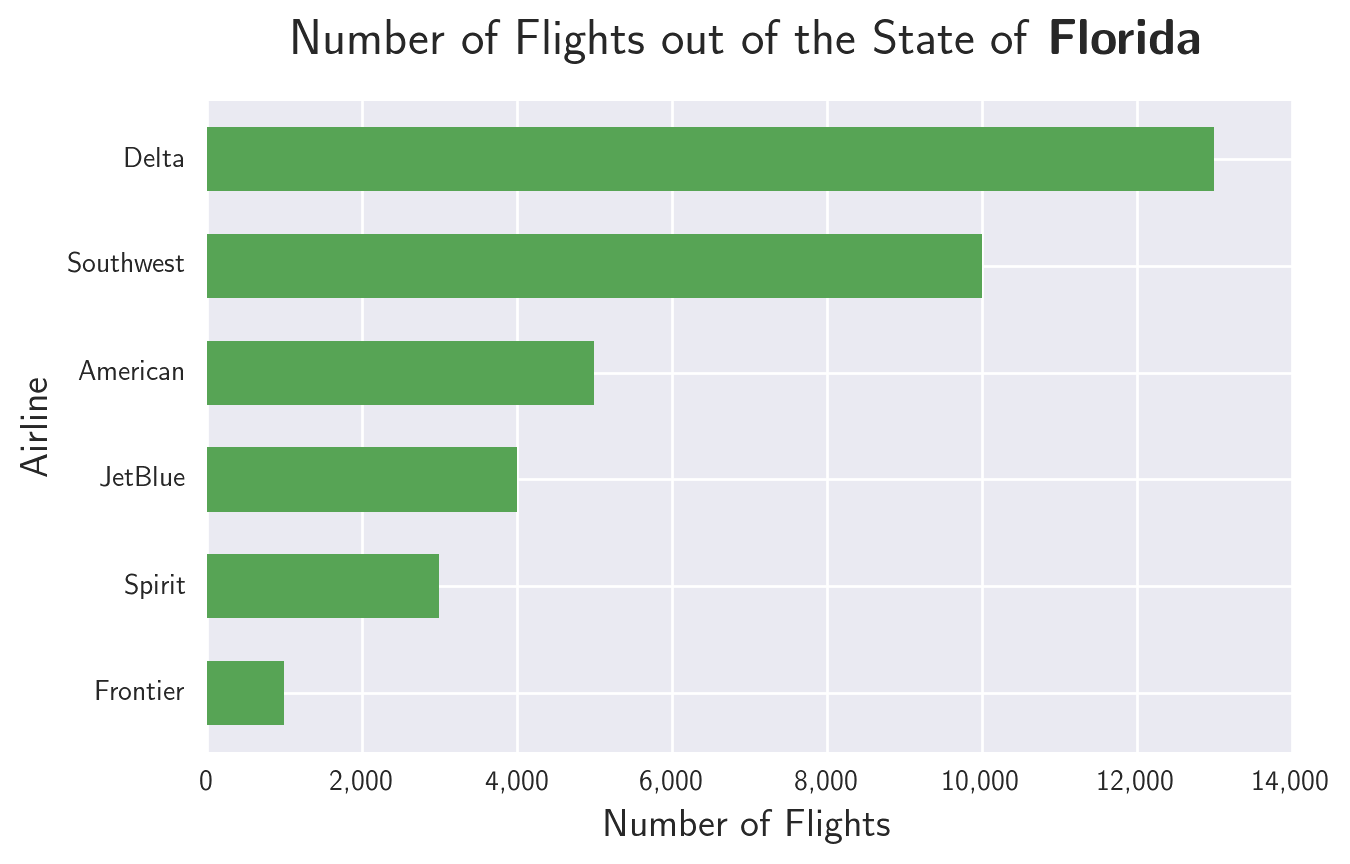 Number of Flights out of the State of Florida
Delta
Southwest
American
JetBlue
Spirit
Frontier
Airline
0 2,000 4,000 6,000 8,000 10,000 12,000 14,000
Number of Flights